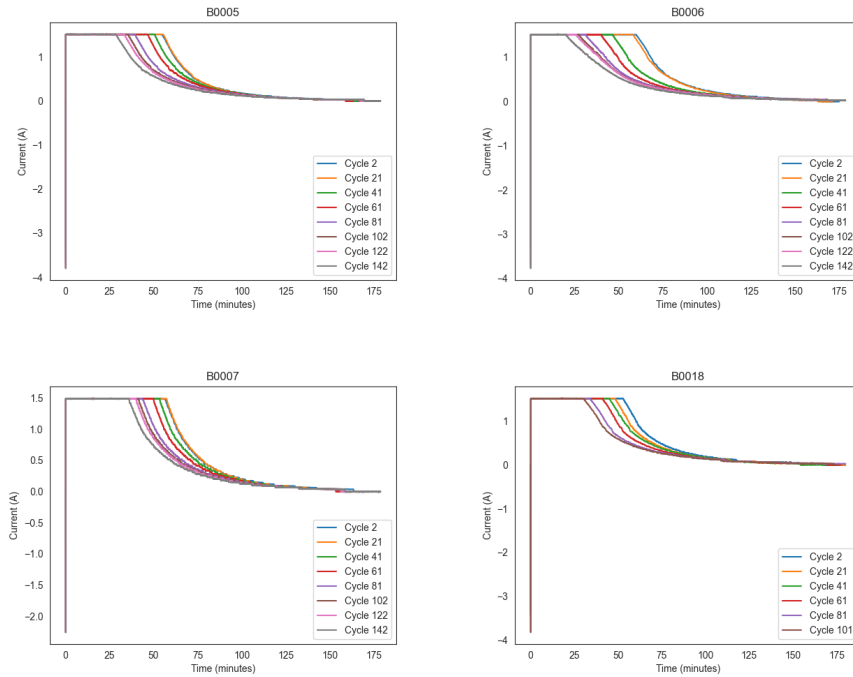 B0005
1
0
−1
−2
−3
−4
Current (A)
0 25 50 75 100 125 150 175
Time (minutes)
Cycle 2
Cycle 21
Cycle 41
Cycle 61
Cycle 81
Cycle 102
Cycle 122
Cycle 142
B0006
1
0
−1
−2
−3
−4
Current (A)
0 25 50 75 100 125 150 175
Time (minutes)
Cycle 2
Cycle 21
Cycle 41
Cycle 61
Cycle 81
Cycle 102
Cycle 122
Cycle 142
B0007
1.5
1.0
0.5
0.0
−0.5
−1.0
−1.5
−2.0
Current (A)
0 25 50 75 100 125 150 175
Time (minutes)
Cycle 2
Cycle 21
Cycle 41
Cycle 61
Cycle 81
Cycle 102
Cycle 122
Cycle 142
B0018
1
0
−1
−2
−3
−4
Current (A)
0 25 50 75 100 125 150 175
Time (minutes)
Cycle 2
Cycle 21
Cycle 41
Cycle 61
Cycle 81
Cycle 101